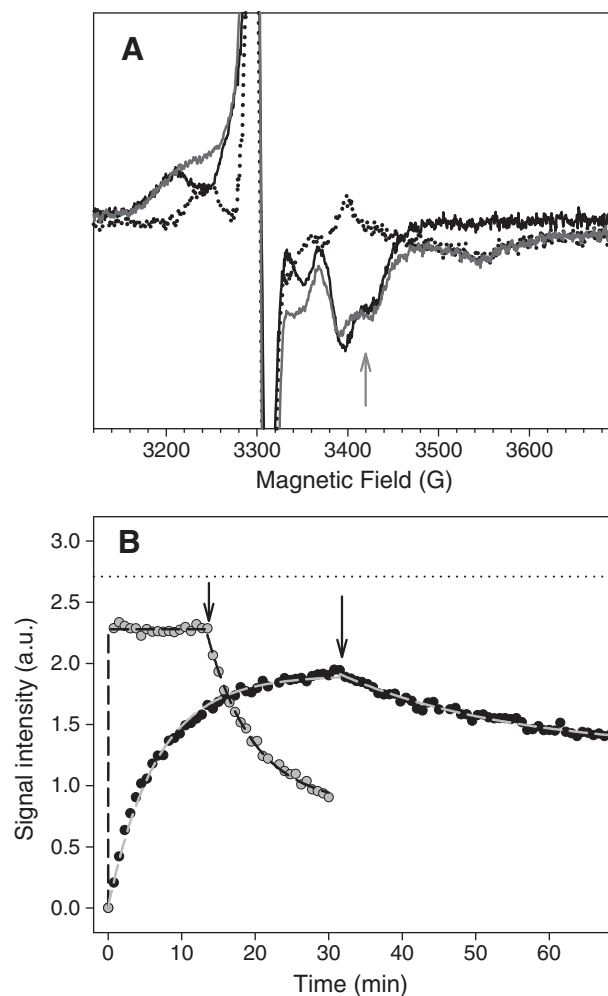 A
3200 3300 3400 3500 3600
Magnetic Field (G)
B
3.0
2.5
2.0
1.5
1.0
0.5
0.0
Signal intensity (a.u.)
0 10 20 30 40 50 60
Time (min)